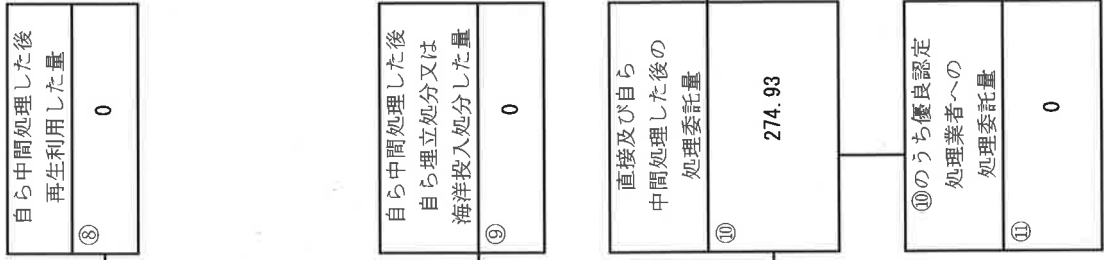 自ら中間処理した後
再生利用した量
⑧
0
自ら中間処理した後
自ら埋立処分又は
海洋投入処分した量
⑨
0
直接及び自ら
中間処理した後の
処理委託量
⑩
274.93
⑩のうち優良認定
処理業者への
処理委託量
⑪
0